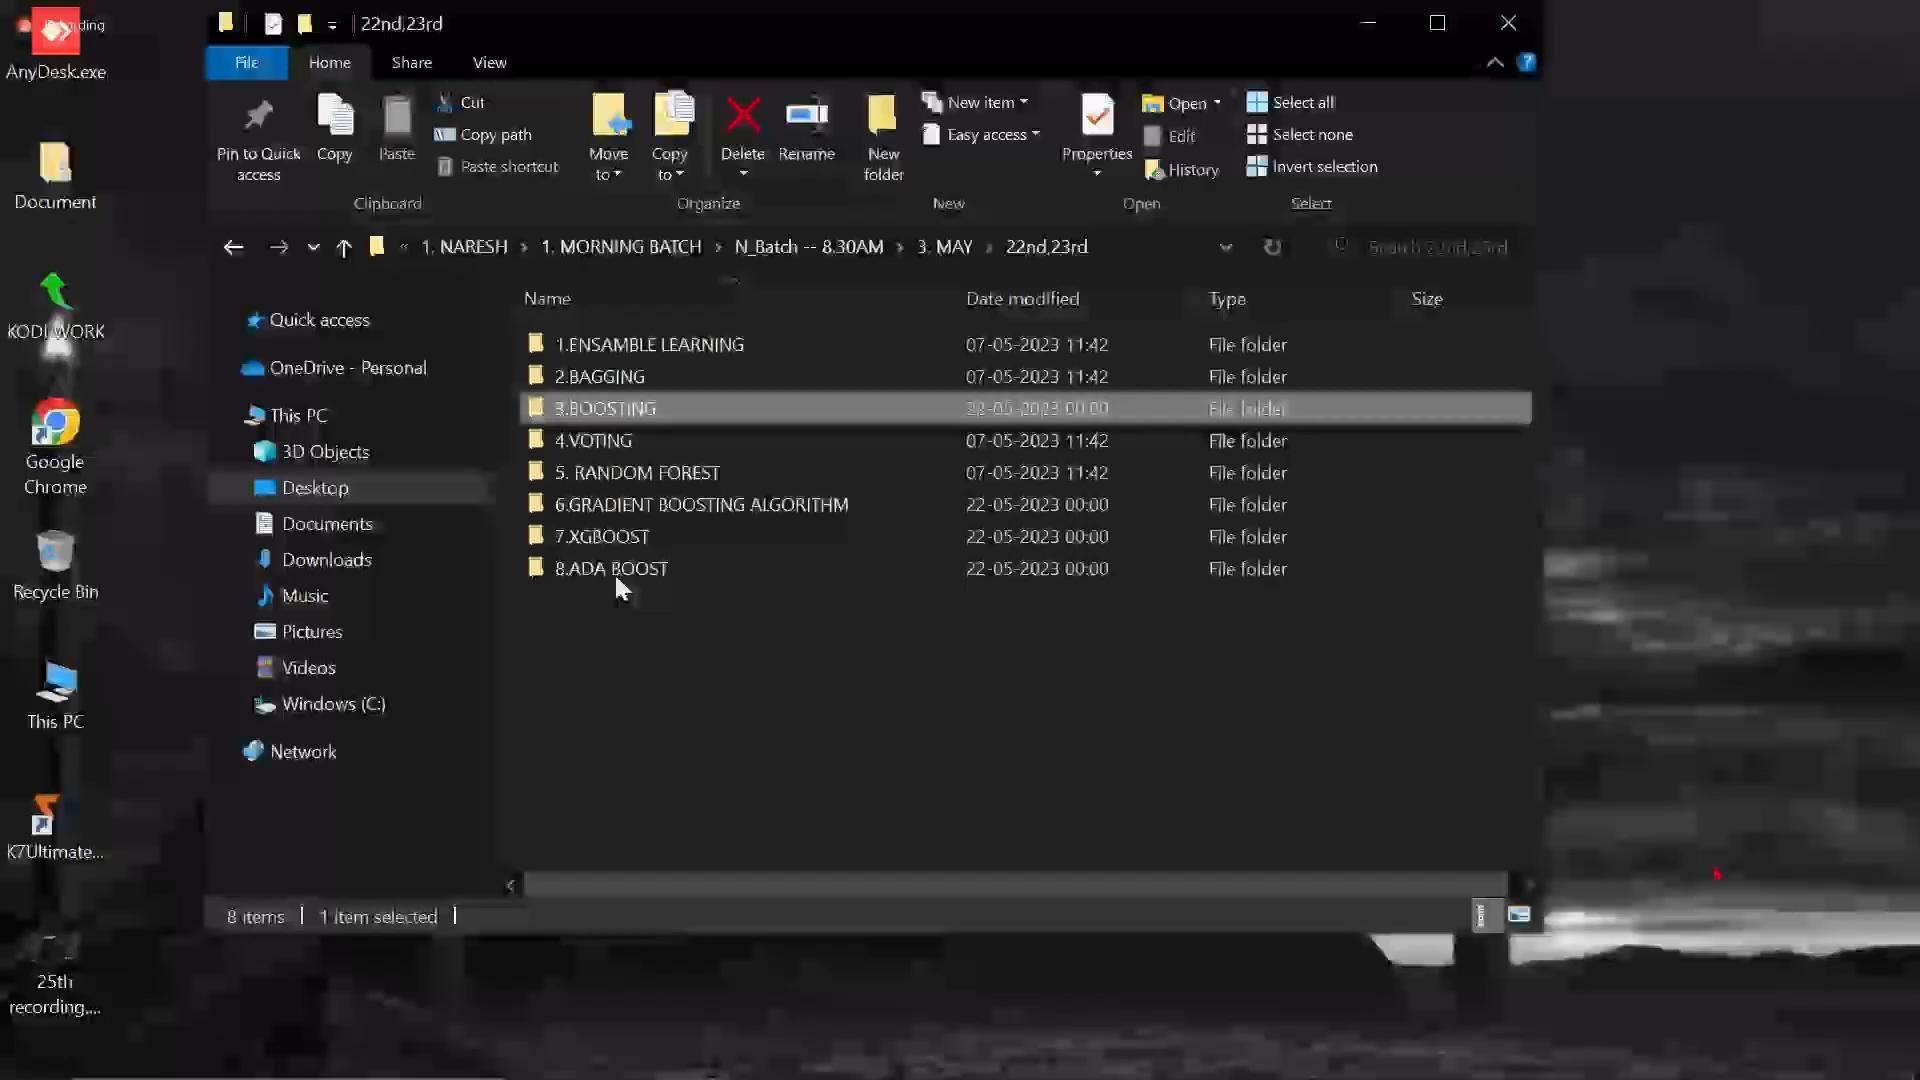 22nd,23rd
AnyDesk.exe
File
Home
Share
View
Pin to Quick access
Copy
Paste
Cut
Copy path
Paste shortcut
Clipboard
Move to
Copy to
Delete
Rename
Organize
New folder
New item
Easy access
New
Properties
Open
Edit
History
Open
Select all
Select none
Invert selection
Select
« 1. NARESH › 1. MORNING BATCH › N_Batch -- 8.30AM › 3. MAY › 22nd,23rd
Search 22nd,23rd
Name Date modified Type Size
1.ENSAMBLE LEARNING 07-05-2023 11:42 File folder
2.BAGGING 07-05-2023 11:42 File folder
3.BOOSTING 22-05-2023 00:00 File folder
4.VOTING 07-05-2023 11:42 File folder
5. RANDOM FOREST 07-05-2023 11:42 File folder
6.GRADIENT BOOSTING ALGORITHM 22-05-2023 00:00 File folder
7.XGBOOST 22-05-2023 00:00 File folder
8.ADA BOOST 22-05-2023 00:00 File folder
Quick access
OneDrive - Personal
This PC
3D Objects
Desktop
Documents
Downloads
Music
Pictures
Videos
Windows (C:)
Network
8 items
1 item selected
Document
KODI WORK
Google
Chrome
Recycle Bin
This PC
K7Ultimate...
25th
recording....